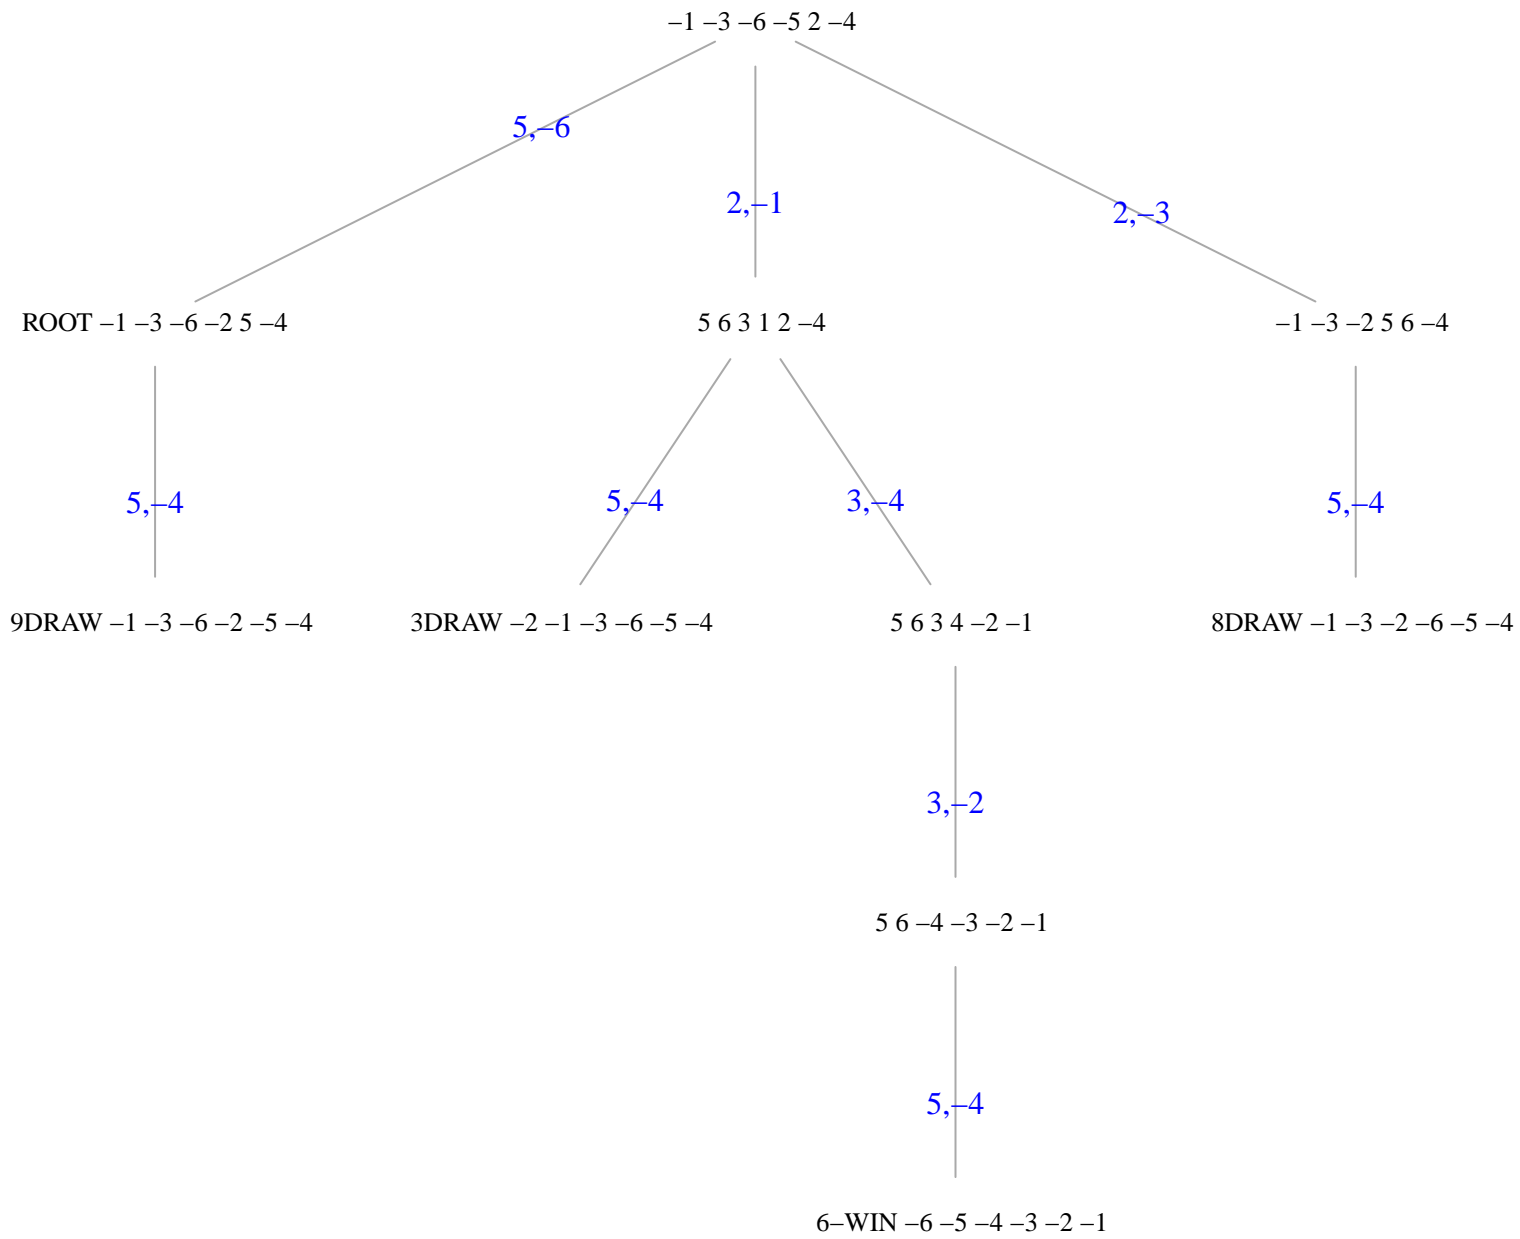 –1 –3 –6 –5 2 –4
5,–6
2,–1
2,–3
ROOT –1 –3 –6 –2 5 –4
5 6 3 1 2 –4
–1 –3 –2 5 6 –4
5,–4
5,–4
3,–4
5,–4
9DRAW –1 –3 –6 –2 –5 –4
3DRAW –2 –1 –3 –6 –5 –4
5 6 3 4 –2 –1
8DRAW –1 –3 –2 –6 –5 –4
3,–2
5 6 –4 –3 –2 –1
5,–4
6–WIN –6 –5 –4 –3 –2 –1